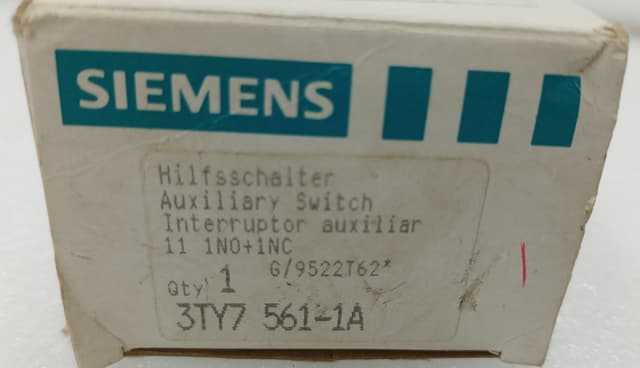 SIEMENS
Hilfsschalter
Auxiliary Switch
Interruptor auxiliar
11 1NO+1NC
G/9522T62*
Qty 1
3TY7 561-1A